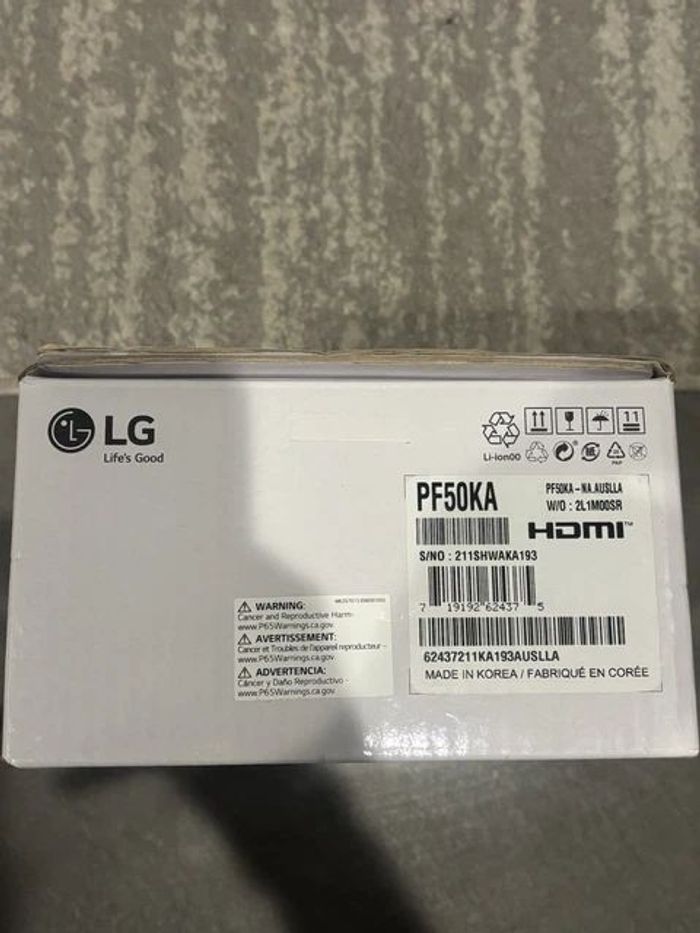 LG
Life's Good
Li-ion00
PAP
PF50KA
PF50KA-NA.AUSLLA
W/O : 2L1M00SR
HDMI™
S/NO : 211SHWAKA193
7 19192 62437 5
62437211KA193AUSLLA
MADE IN KOREA / FABRIQUÉ EN CORÉE
WARNING:
Cancer and Reproductive Harm-
www.P65Warnings.ca.gov
AVERTISSEMENT:
Cancer et Troubles de l'appareil reproducteur -
www.P65Warnings.ca.gov
ADVERTENCIA:
Cáncer y Daño Reproductivo -
www.P65Warnings.ca.gov